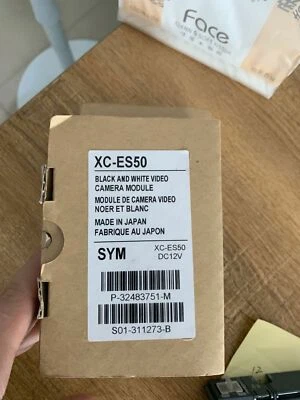 Face
XC-ES50
BLACK AND WHITE VIDEO
CAMERA MODULE
MODULE DE CAMERA VIDEO
NOER ET BLANC
MADE IN JAPAN
FABRIQUE AU JAPON
SYM
XC-ES50
DC12V
P-32483751-M
S01-311273-B